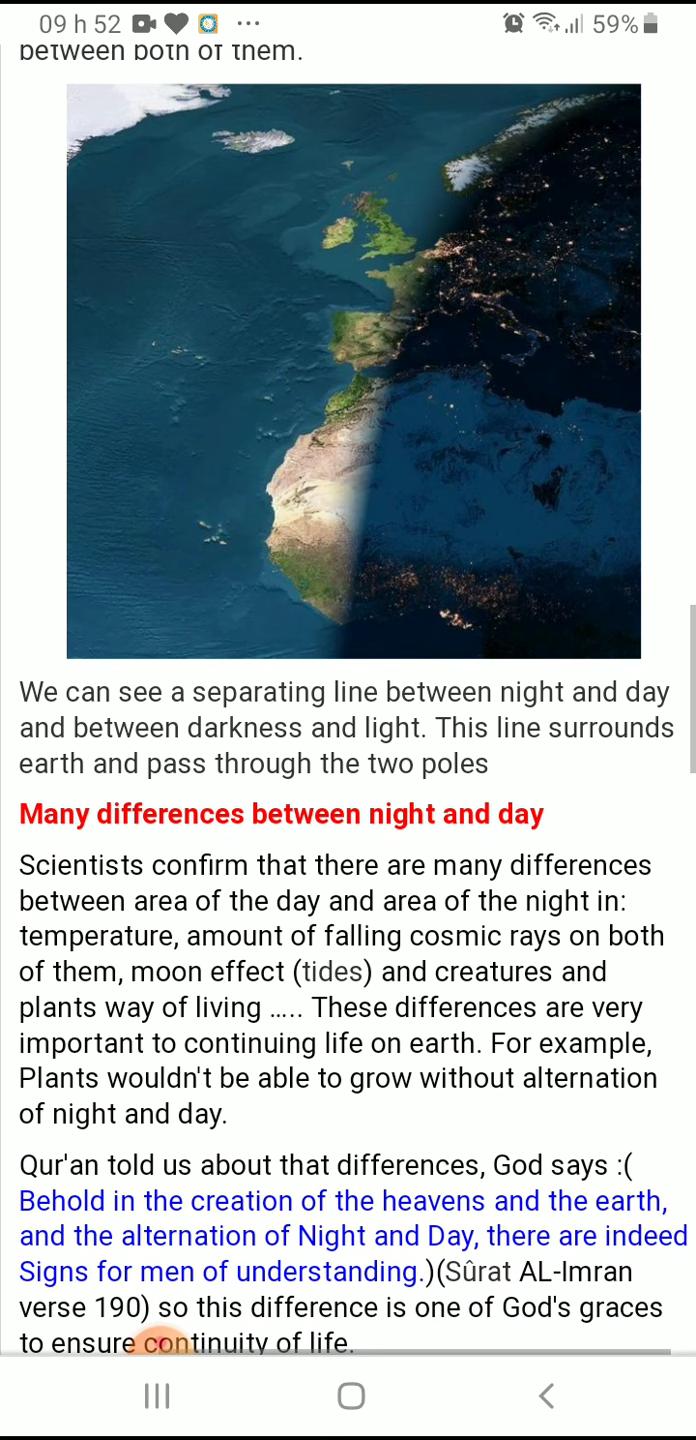 09 h 52
59%
between both of them.
We can see a separating line between night and day
and between darkness and light. This line surrounds
earth and pass through the two poles
Many differences between night and day
Scientists confirm that there are many differences
between area of the day and area of the night in:
temperature, amount of falling cosmic rays on both
of them, moon effect (tides) and creatures and
plants way of living ..... These differences are very
important to continuing life on earth. For example,
Plants wouldn't be able to grow without alternation
of night and day.
Qur'an told us about that differences, God says :(
Behold in the creation of the heavens and the earth,
and the alternation of Night and Day, there are indeed
Signs for men of understanding.)(Sûrat AL-Imran
verse 190) so this difference is one of God's graces
to ensure continuity of life.